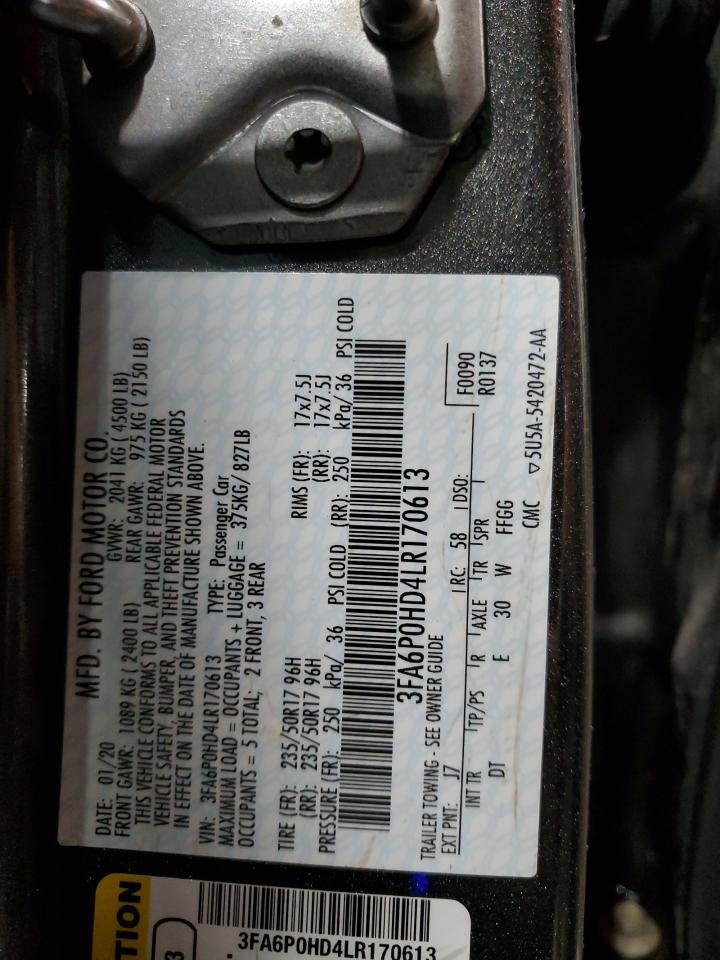 MFD. BY FORD MOTOR CO.
DATE: 01/20 GVWR: 2041 KG ( 4500 LB)
FRONT GAWR: 1089 KG ( 2400 LB) REAR GAWR: 975 KG ( 2150 LB)
THIS VEHICLE CONFORMS TO ALL APPLICABLE FEDERAL MOTOR
VEHICLE SAFETY, BUMPER, AND THEFT PREVENTION STANDARDS
IN EFFECT ON THE DATE OF MANUFACTURE SHOWN ABOVE.
VIN: 3FA6P0HD4LR170613 TYPE: Passenger Car
MAXIMUM LOAD = OCCUPANTS + LUGGAGE = 375KG/ 827LB
OCCUPANTS = 5 TOTAL; 2 FRONT, 3 REAR
TIRE (FR): 235/50R17 96H RIMS (FR): 17x7.5J
(RR): 235/50R17 96H (RR): 17x7.5J
PRESSURE (FR): 250 kPa/ 36 PSI COLD (RR): 250 kPa/ 36 PSI COLD
3FA6P0HD4LR170613
TRAILER TOWING - SEE OWNER GUIDE
EXT PNT: J7 RC: 58 DSO: F0090
INT TR TP/PS R AXLE TR SPR R0137
DT E 30 W FFGG
CMC ▽5U5A-5420472-AA
TION
3
3FA6P0HD4LR170613